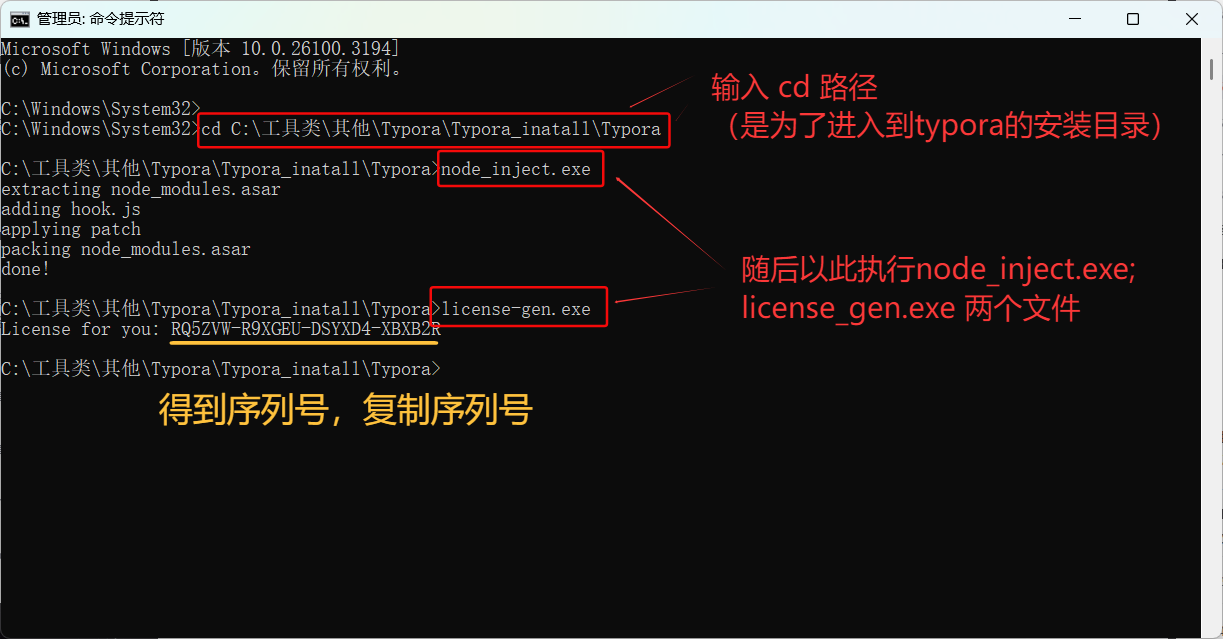 管理员: 命令提示符
Microsoft Windows [版本 10.0.26100.3194]
(c) Microsoft Corporation。保留所有权利。
C:\Windows\System32>
C:\Windows\System32>cd C:\工具类\其他\Typora\Typora_inatall\Typora
输入 cd 路径
（是为了进入到typora的安装目录）
C:\工具类\其他\Typora\Typora_inatall\Typora>node_inject.exe
extracting node_modules.asar
adding hook.js
applying patch
packing node_modules.asar
done!
随后以此执行node_inject.exe;
license_gen.exe 两个文件
C:\工具类\其他\Typora\Typora_inatall\Typora>license-gen.exe
License for you: RQ5ZVW-R9XGEU-DSYXD4-XBXB2R
C:\工具类\其他\Typora\Typora_inatall\Typora>
得到序列号，复制序列号